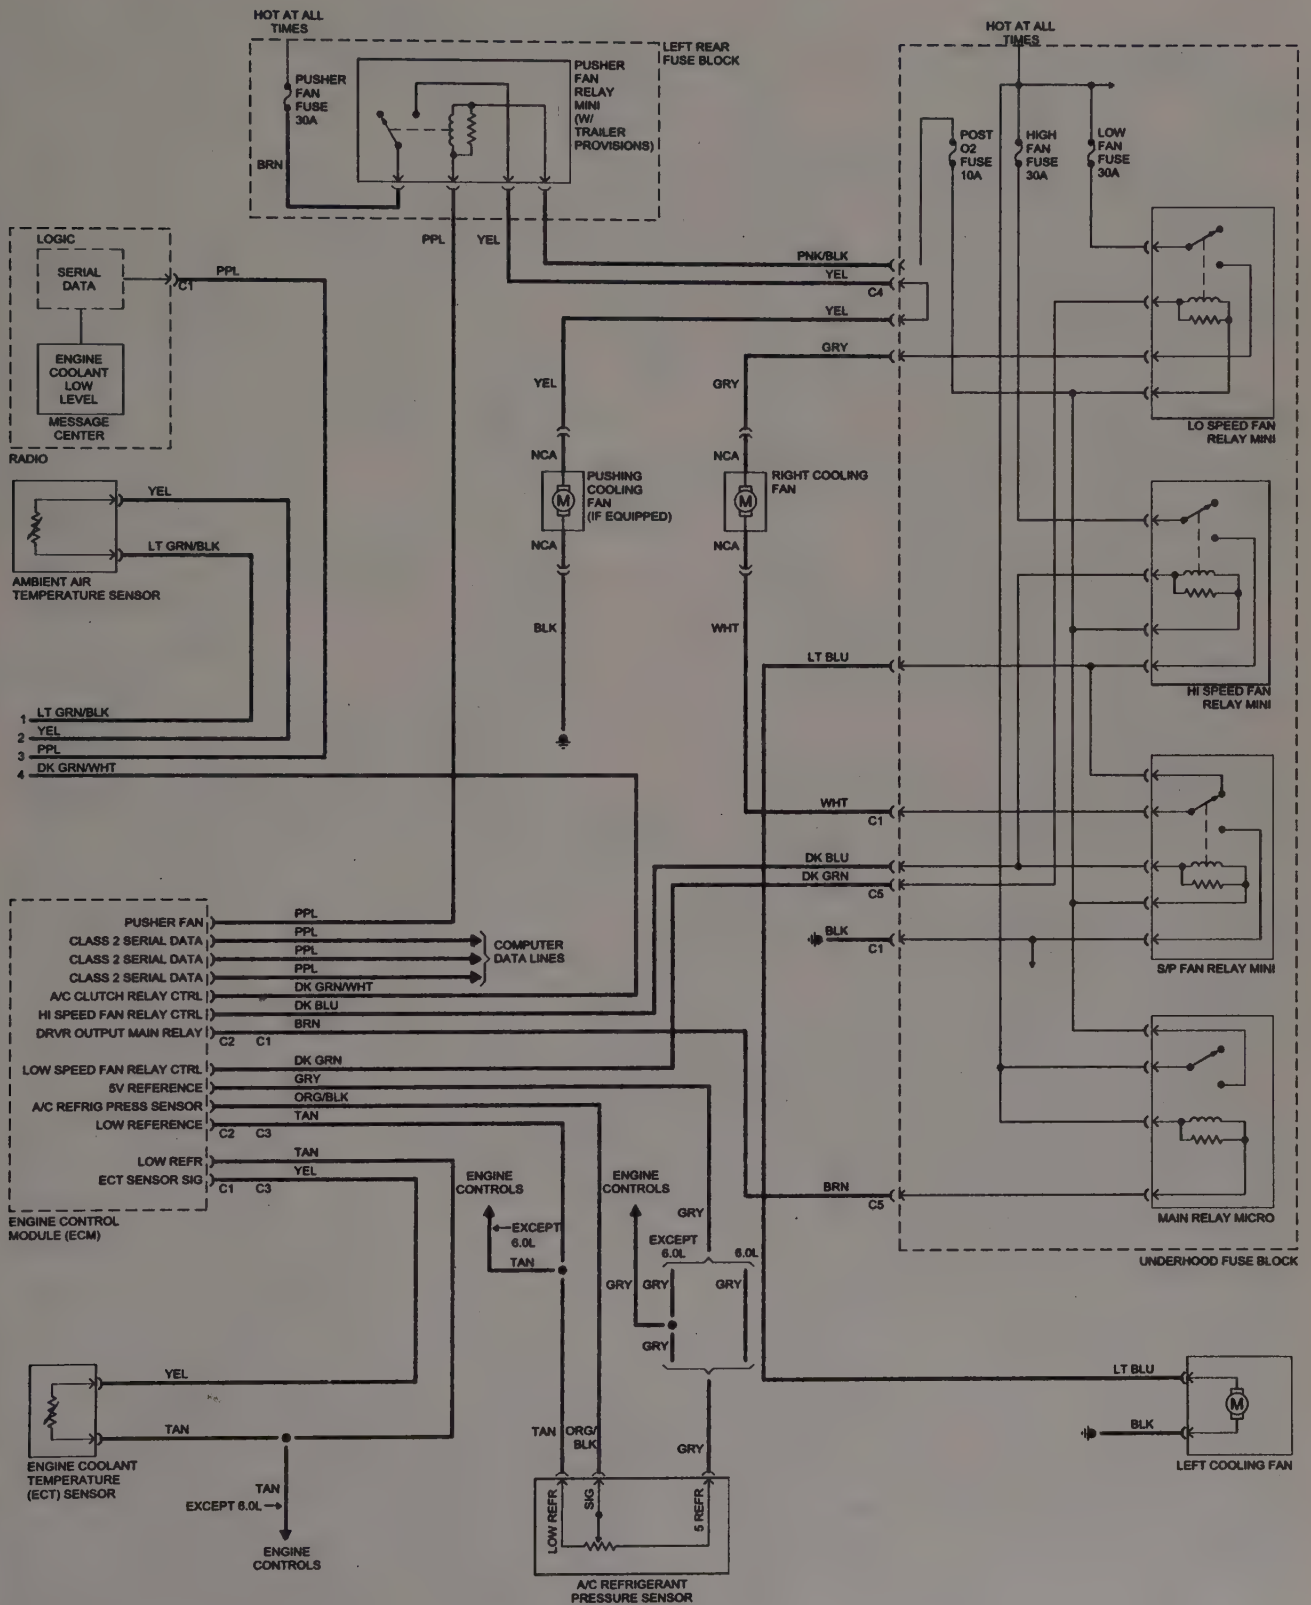 HOT AT ALL
TIMES
LEFT REAR
FUSE BLOCK
PUSHER
FAN
FUSE
30A
PUSHER
FAN
RELAY
MINI
(W/
TRAILER
PROVISIONS)
BRN
PPL
YEL
HOT AT ALL
TIMES
POST
O2
FUSE
10A
HIGH
FAN
FUSE
30A
LOW
FAN
FUSE
30A
LOGIC
SERIAL
DATA
C1
PPL
ENGINE
COOLANT
LOW
LEVEL
MESSAGE
CENTER
RADIO
PNK/BLK
YEL
C4
YEL
GRY
LO SPEED FAN
RELAY MINI
YEL
GRY
NCA
NCA
PUSHING
COOLING
FAN
(IF EQUIPPED)
M
RIGHT COOLING
FAN
M
NCA
NCA
BLK
WHT
YEL
LT GRN/BLK
AMBIENT AIR
TEMPERATURE SENSOR
LT BLU
HI SPEED FAN
RELAY MINI
1 LT GRN/BLK
2 YEL
3 PPL
4 DK GRN/WHT
WHT
C1
DK BLU
DK GRN
C5
BLK
C1
S/P FAN RELAY MINI
PUSHER FAN PPL
CLASS 2 SERIAL DATA PPL
CLASS 2 SERIAL DATA PPL
CLASS 2 SERIAL DATA PPL
COMPUTER
DATA LINES
A/C CLUTCH RELAY CTRL DK GRN/WHT
HI SPEED FAN RELAY CTRL DK BLU
DRVR OUTPUT MAIN RELAY BRN
C2 C1
LOW SPEED FAN RELAY CTRL DK GRN
5V REFERENCE GRY
A/C REFRIG PRESS SENSOR ORG/BLK
LOW REFERENCE TAN
C2 C3
LOW REFR TAN
ECT SENSOR SIG YEL
C1 C3
ENGINE CONTROL
MODULE (ECM)
ENGINE
CONTROLS
EXCEPT
6.0L
TAN
ENGINE
CONTROLS
GRY
EXCEPT
6.0L
6.0L
GRY GRY GRY
GRY
BRN
C5
MAIN RELAY MICRO
UNDERHOOD FUSE BLOCK
YEL
TAN
ENGINE COOLANT
TEMPERATURE
(ECT) SENSOR
TAN
EXCEPT 6.0L
ENGINE
CONTROLS
TAN
ORG/
BLK
GRY
LOW REFR
SIG
5 REFR
A/C REFRIGERANT
PRESSURE SENSOR
LT BLU
M
BLK
LEFT COOLING FAN